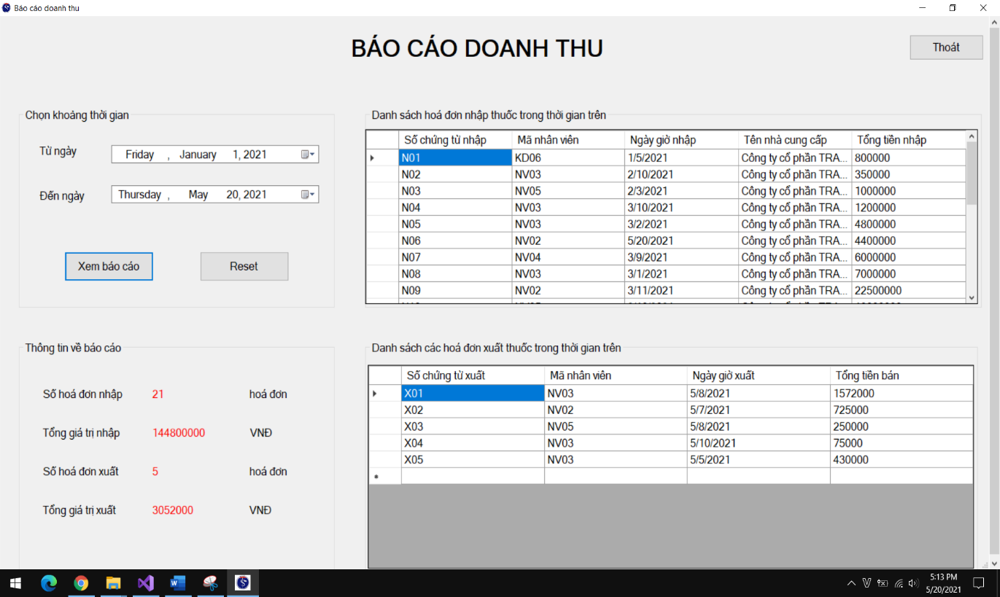 Báo cáo doanh thu
BÁO CÁO DOANH THU
Thoát
Chọn khoảng thời gian
Từ ngày
Friday , January 1, 2021
Đến ngày
Thursday , May 20, 2021
Xem báo cáo
Reset
Danh sách hoá đơn nhập thuốc trong thời gian trên
Số chứng từ nhập Mã nhân viên Ngày giờ nhập Tên nhà cung cấp Tổng tiền nhập
N01 KD06 1/5/2021 Công ty cổ phần TRA... 800000
N02 NV03 2/10/2021 Công ty cổ phần TRA... 350000
N03 NV05 2/3/2021 Công ty cổ phần TRA... 1000000
N04 NV03 3/10/2021 Công ty cổ phần TRA... 1200000
N05 NV03 3/2/2021 Công ty cổ phần TRA... 4800000
N06 NV02 5/20/2021 Công ty cổ phần TRA... 4400000
N07 NV04 3/9/2021 Công ty cổ phần TRA... 6000000
N08 NV03 3/1/2021 Công ty cổ phần TRA... 7000000
N09 NV02 3/11/2021 Công ty cổ phần TRA... 22500000
Thông tin về báo cáo
Số hoá đơn nhập 21 hoá đơn
Tổng giá trị nhập 144800000 VNĐ
Số hoá đơn xuất 5 hoá đơn
Tổng giá trị xuất 3052000 VNĐ
Danh sách các hoá đơn xuất thuốc trong thời gian trên
Số chứng từ xuất Mã nhân viên Ngày giờ xuất Tổng tiền bán
X01 NV03 5/8/2021 1572000
X02 NV02 5/7/2021 725000
X03 NV05 5/8/2021 250000
X04 NV03 5/10/2021 75000
X05 NV03 5/5/2021 430000
5:13 PM
5/20/2021